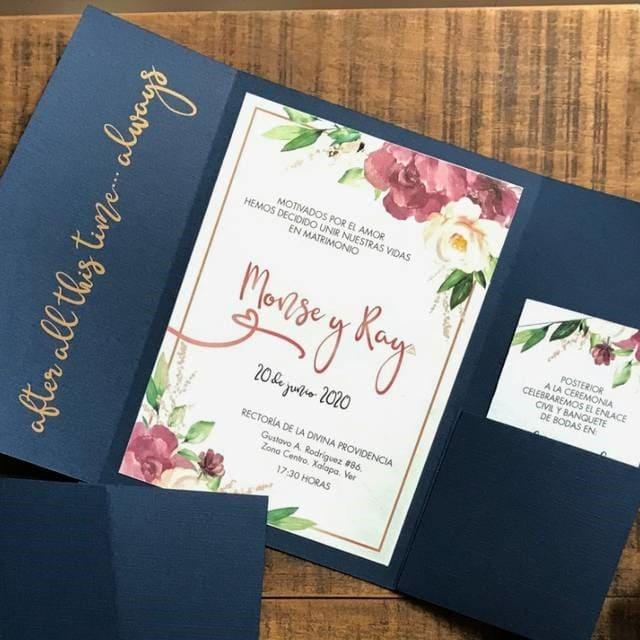 after all this time... always
MOTIVADOS POR EL AMOR
HEMOS DECIDIDO UNIR NUESTRAS VIDAS
EN MATRIMONIO
Monse y Ray
20 de junio 2020
RECTORÍA DE LA DIVINA PROVIDENCIA
Gustavo A. Rodríguez #86.
Zona Centro, Xalapa. Ver
17:30 HORAS
POSTERIOR
A LA CEREMONIA
CELEBRAREMOS EL ENLACE
CIVIL Y BANQUETE
DE BODAS EN: